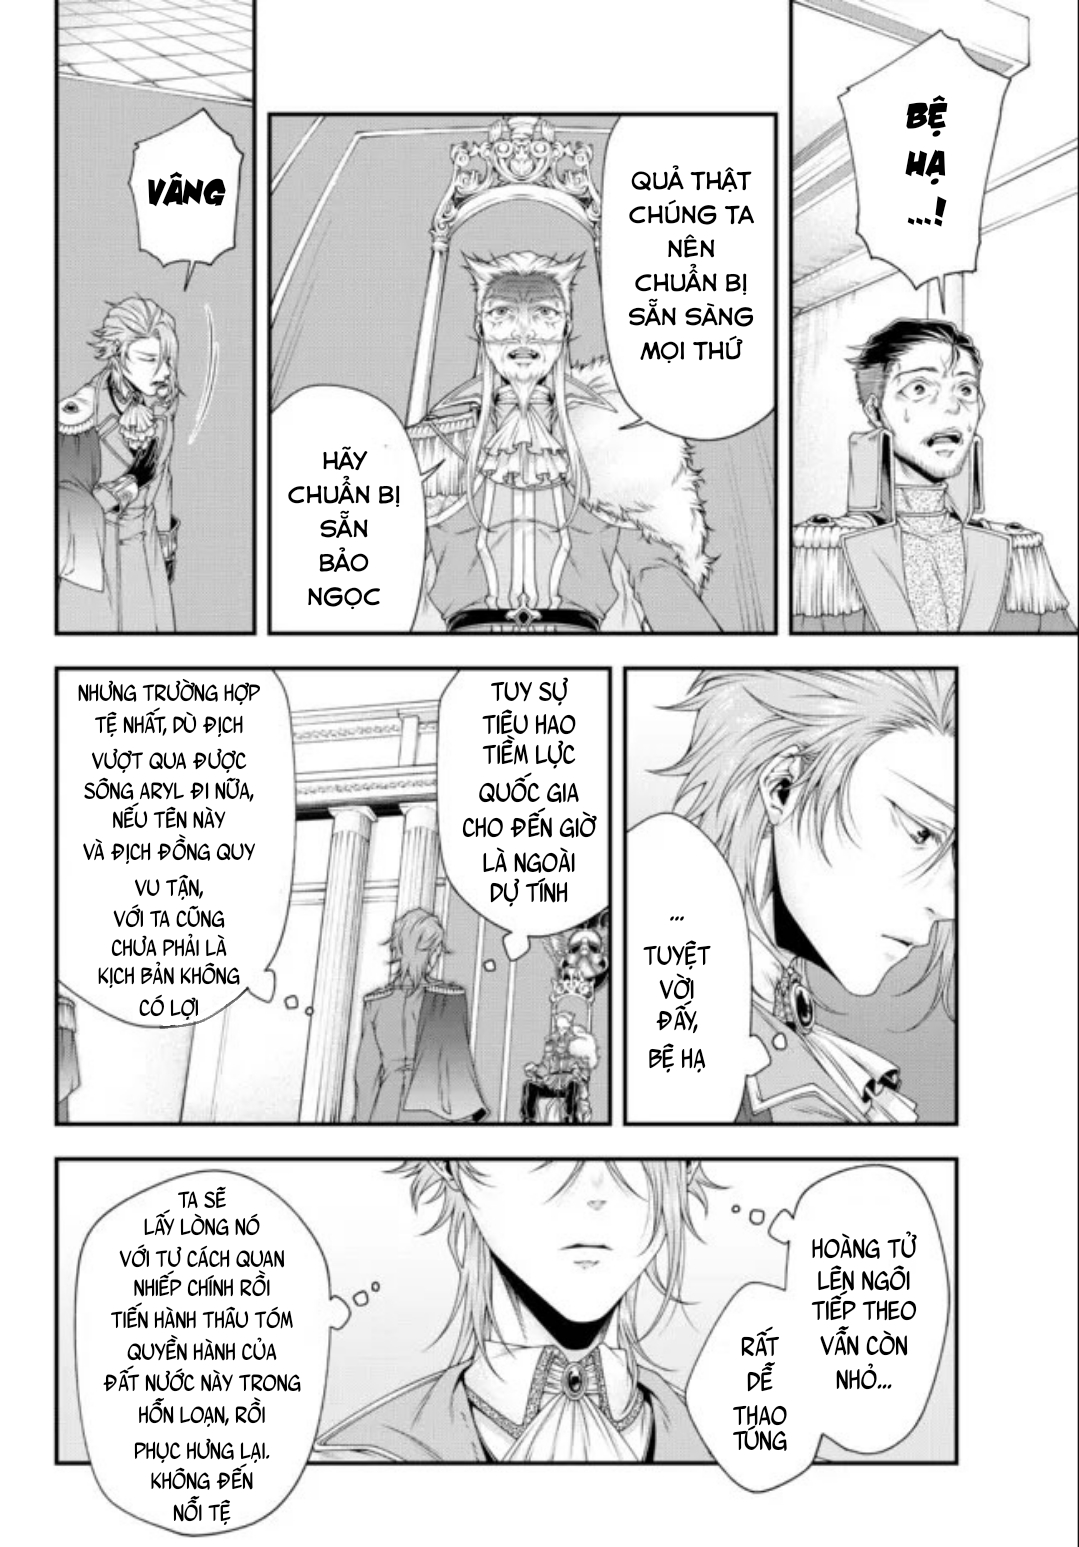 BỆ
HẠ
...!
QUẢ THẬT
CHÚNG TA
NÊN
CHUẨN BỊ
SẴN SÀNG
MỌI THỨ
HÃY
CHUẨN BỊ
SẴN
BẢO
NGỌC
VÂNG
...
TUYỆT
VỜI
ĐẤY,
BỆ HẠ
TUY SỰ
TIÊU HAO
TIỀM LỰC
QUỐC GIA
CHO ĐẾN GIỜ
LÀ NGOÀI
DỰ TÍNH
NHƯNG TRƯỜNG HỢP
TỆ NHẤT, DÙ ĐỊCH
VƯỢT QUA ĐƯỢC
SÔNG ARYL ĐI NỮA,
NẾU TÊN NÀY
VÀ ĐỊCH ĐỒNG QUY
VU TẬN,
VỚI TA CŨNG
CHƯA PHẢI LÀ
KỊCH BẢN KHÔNG
CÓ LỢI
HOÀNG TỬ
LÊN NGÔI
TIẾP THEO
VẪN CÒN
NHỎ...
RẤT
DỄ
THAO
TÚNG
TA SẼ
LẤY LÒNG NÓ
VỚI TƯ CÁCH QUAN
NHIẾP CHÍNH RỒI
TIẾN HÀNH THÂU TÓM
QUYỀN HÀNH CỦA
ĐẤT NƯỚC NÀY TRONG
HỖN LOẠN, RỒI
PHỤC HƯNG LẠI.
KHÔNG ĐẾN
NỖI TỆ